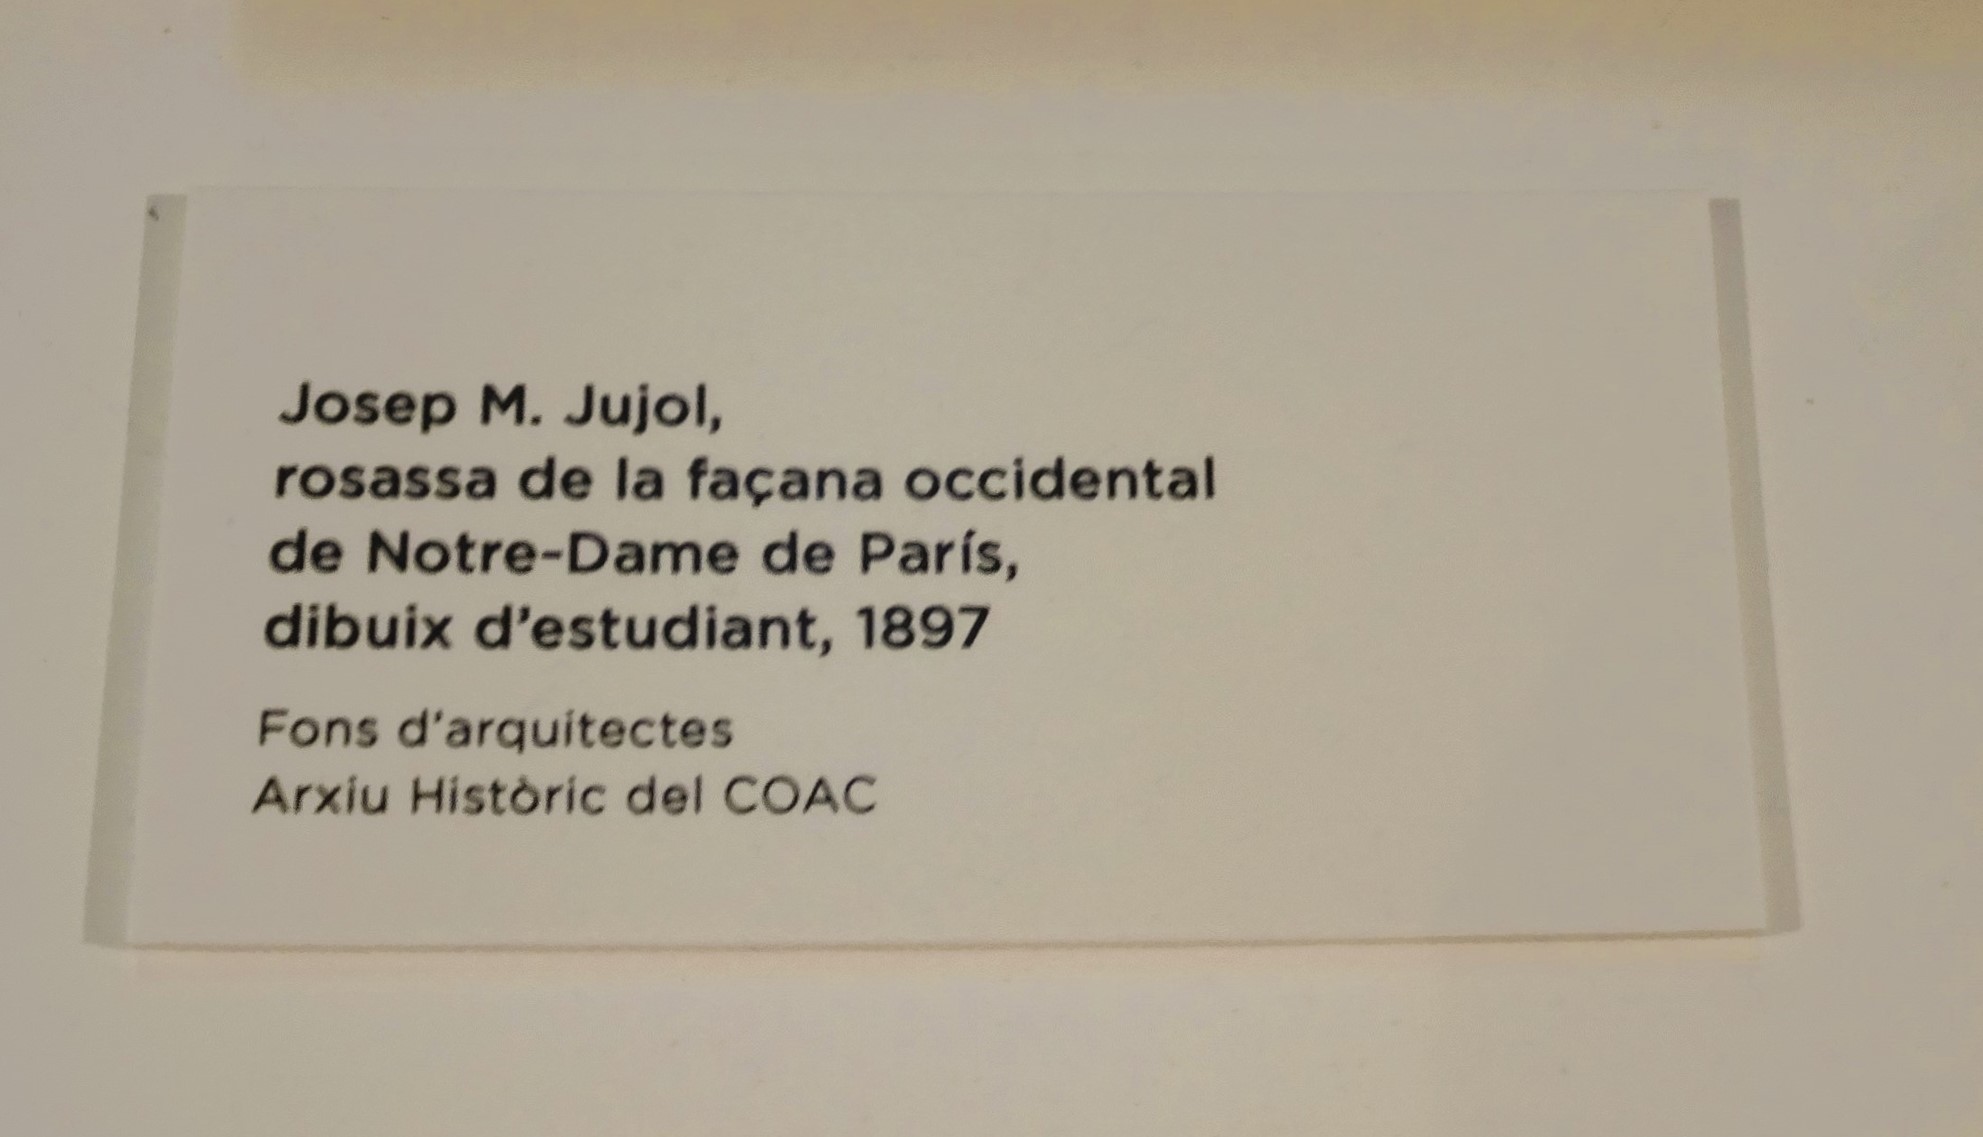 Josep M. Jujol,
rosassa de la façana occidental
de Notre-Dame de París,
dibuix d'estudiant, 1897
Fons d'arquitectes
Arxiu Històric del COAC